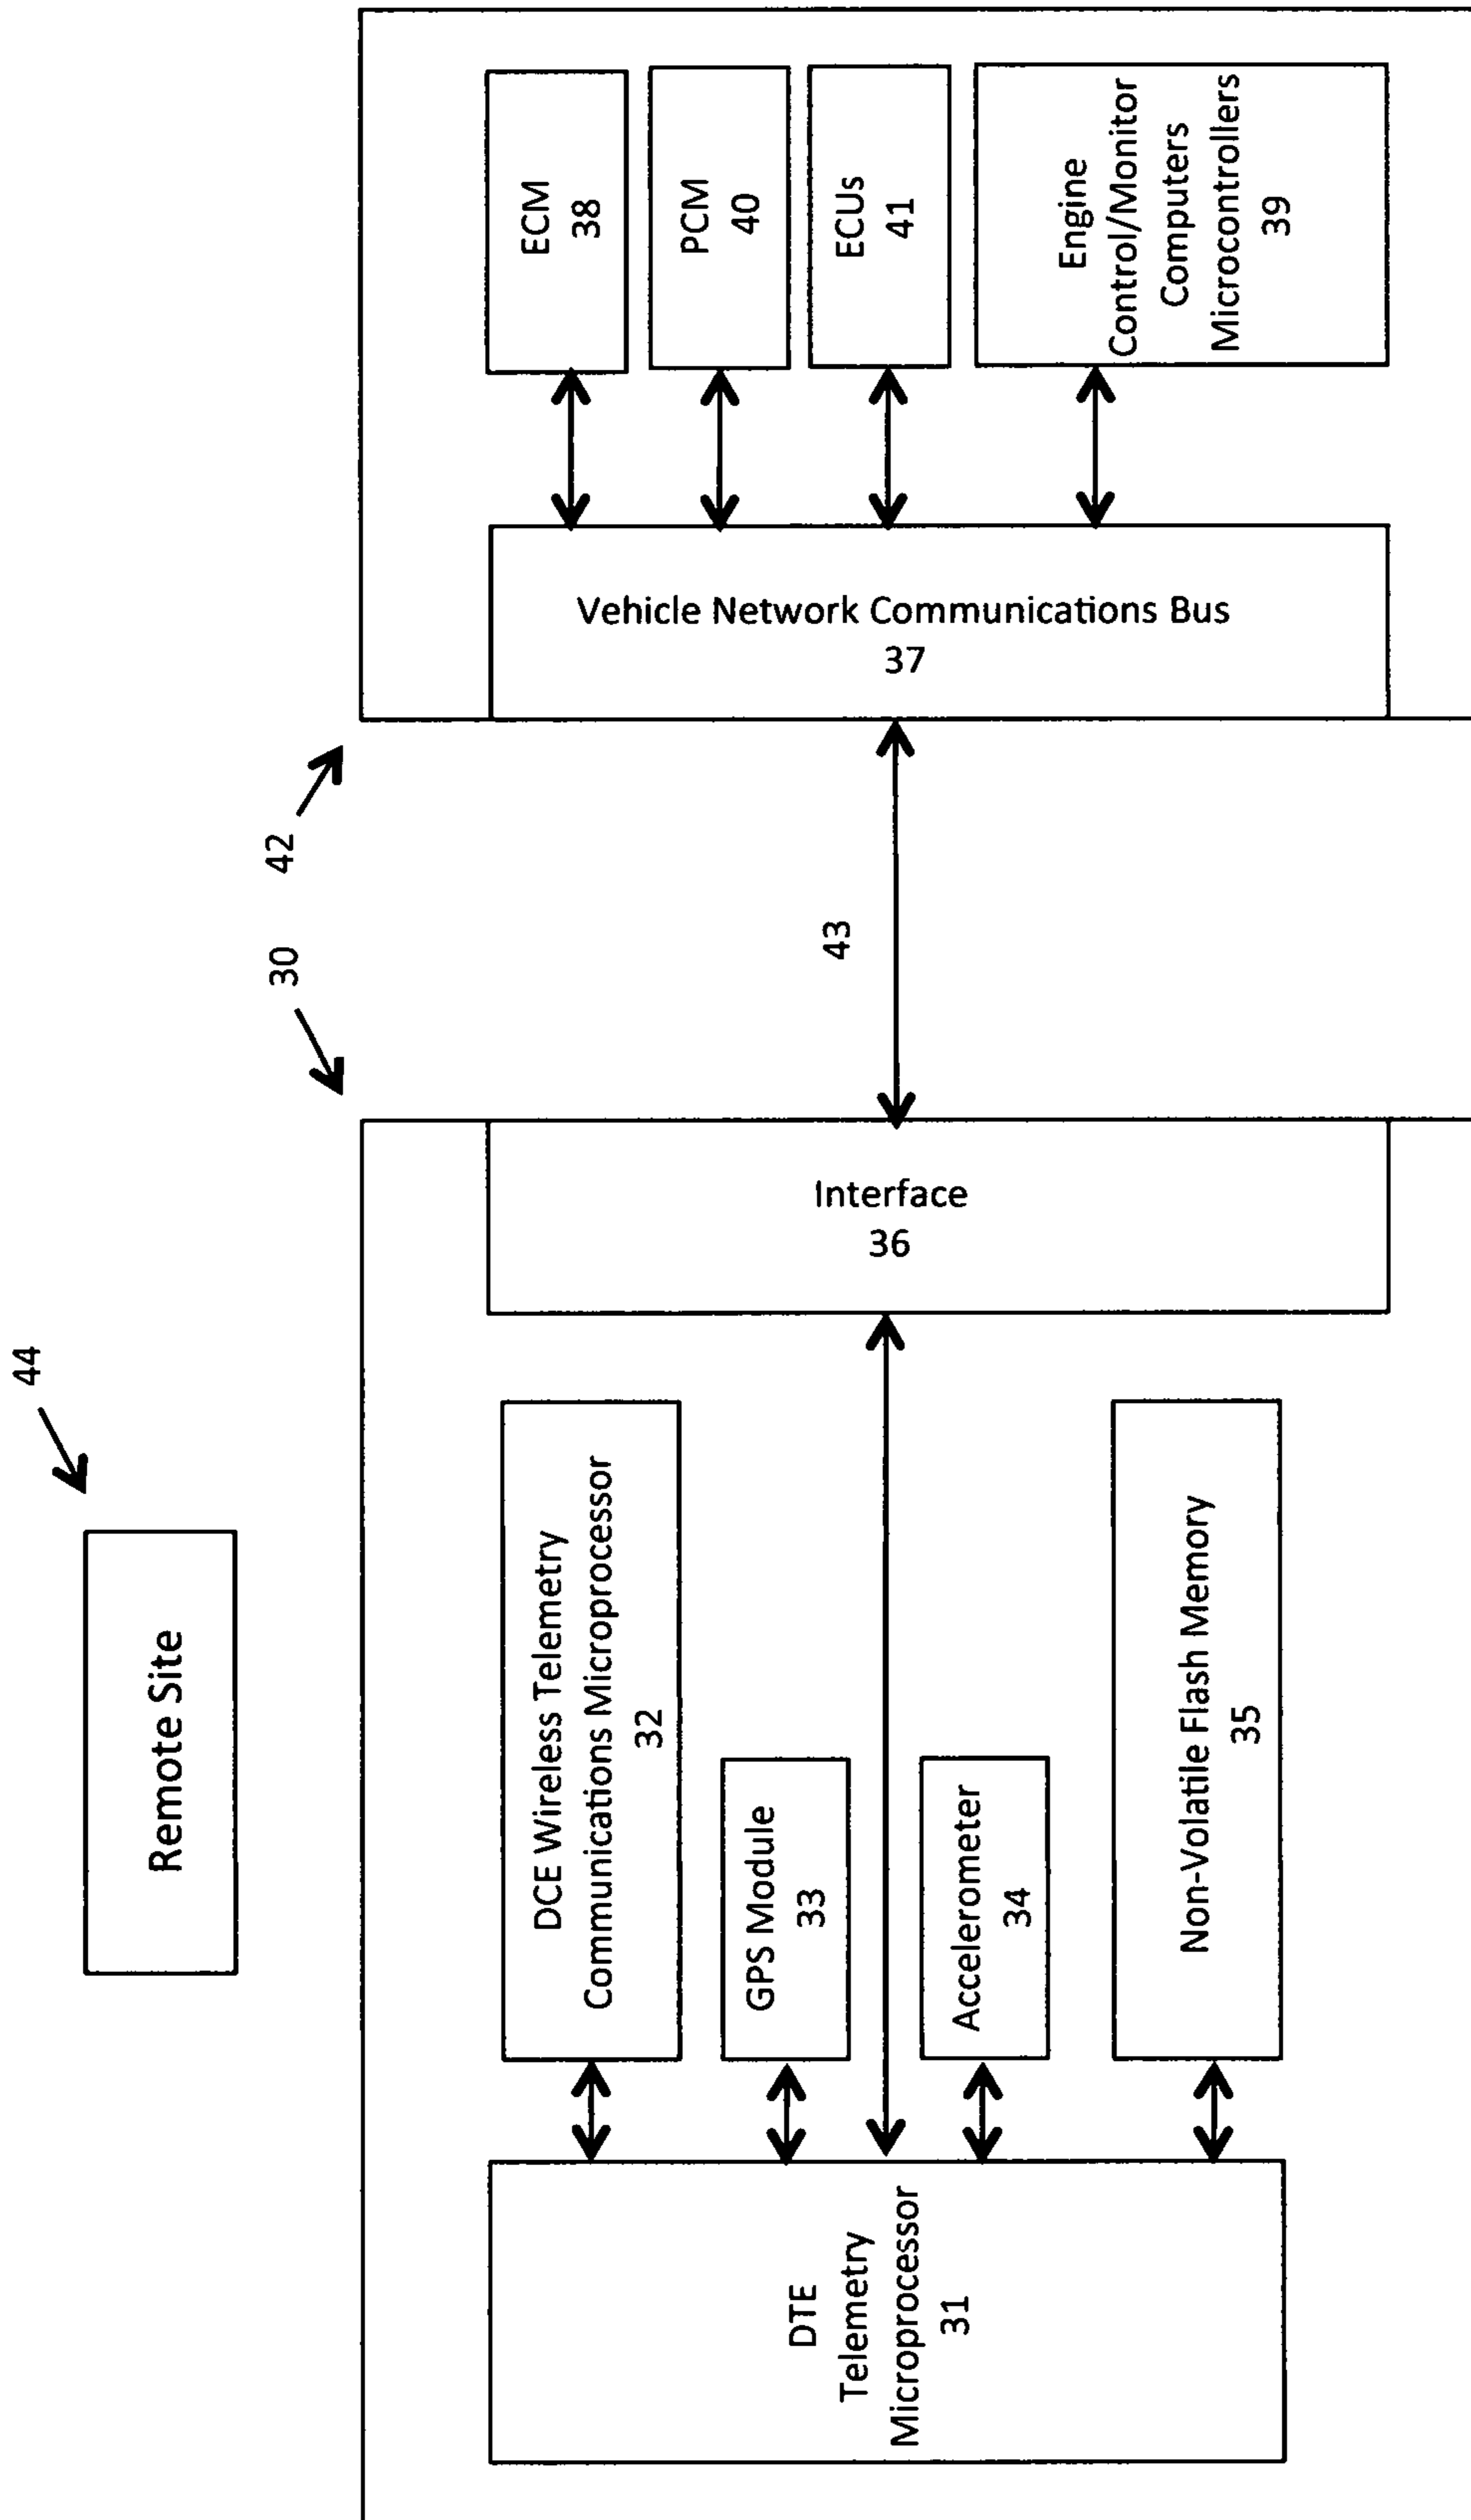 44
Remote Site
30
42
DTE
Telemetry
Microprocessor
31
DCE Wireless Telemetry
Communications Microprocessor
32
GPS Module
33
Accelerometer
34
Non-Volatile Flash Memory
35
Interface
36
43
Vehicle Network Communications Bus
37
ECM
38
PCM
40
ECUs
41
Engine
Control/Monitor
Computers
Microcontrollers
39